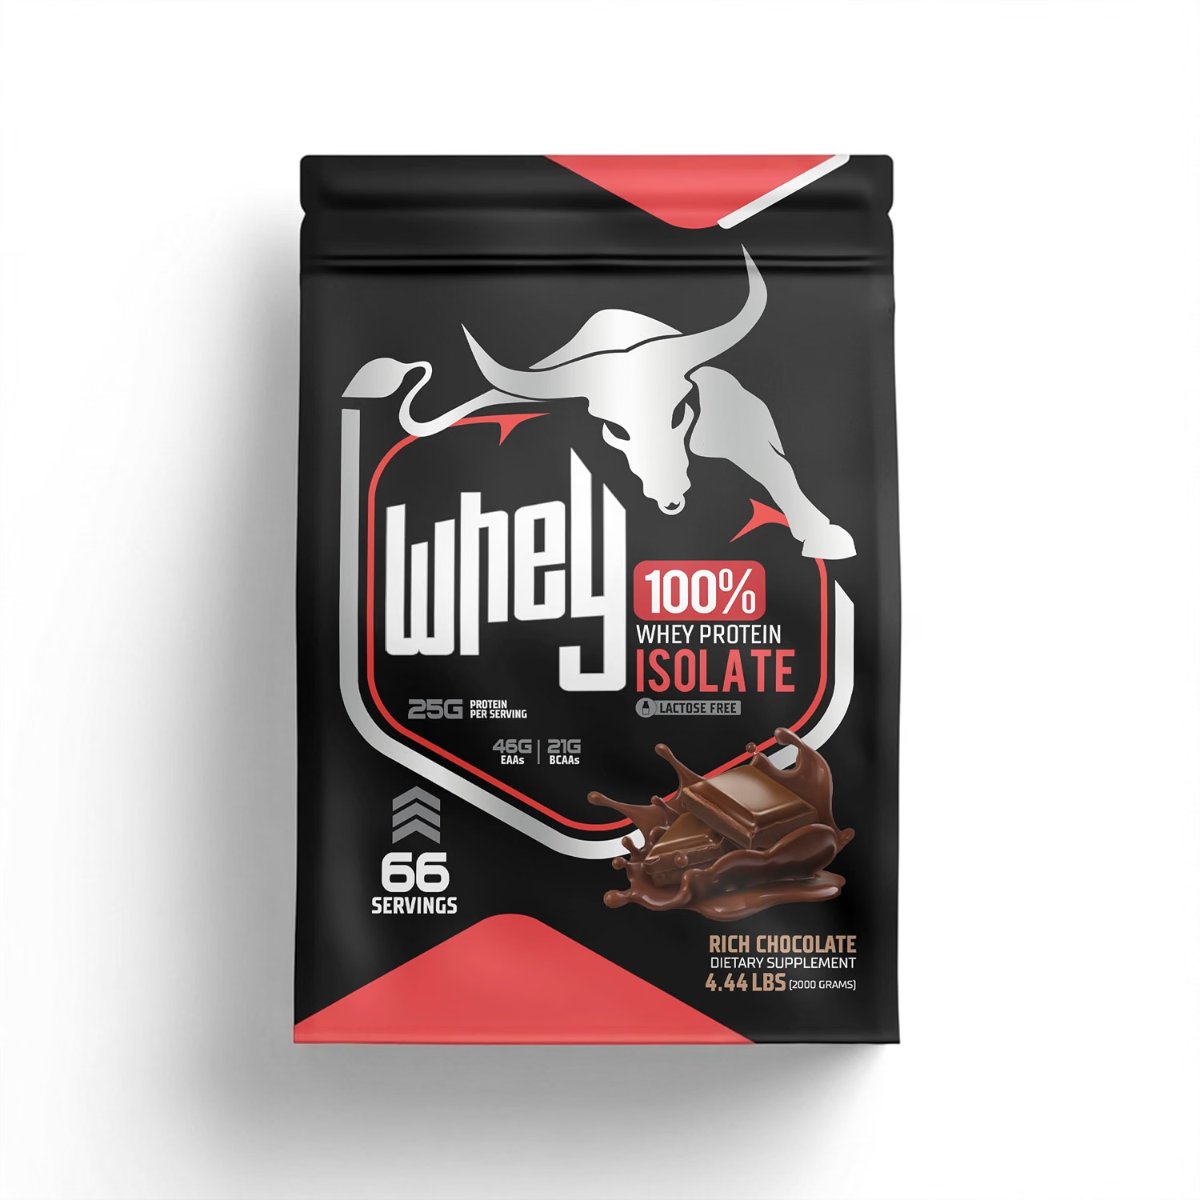 Whey
100%
WHEY PROTEIN
ISOLATE
LACTOSE FREE
25G PROTEIN
PER SERVING
46G EAAs | 21G BCAAs
66
SERVINGS
RICH CHOCOLATE
DIETARY SUPPLEMENT
4.44 LBS (2000 GRAMS)